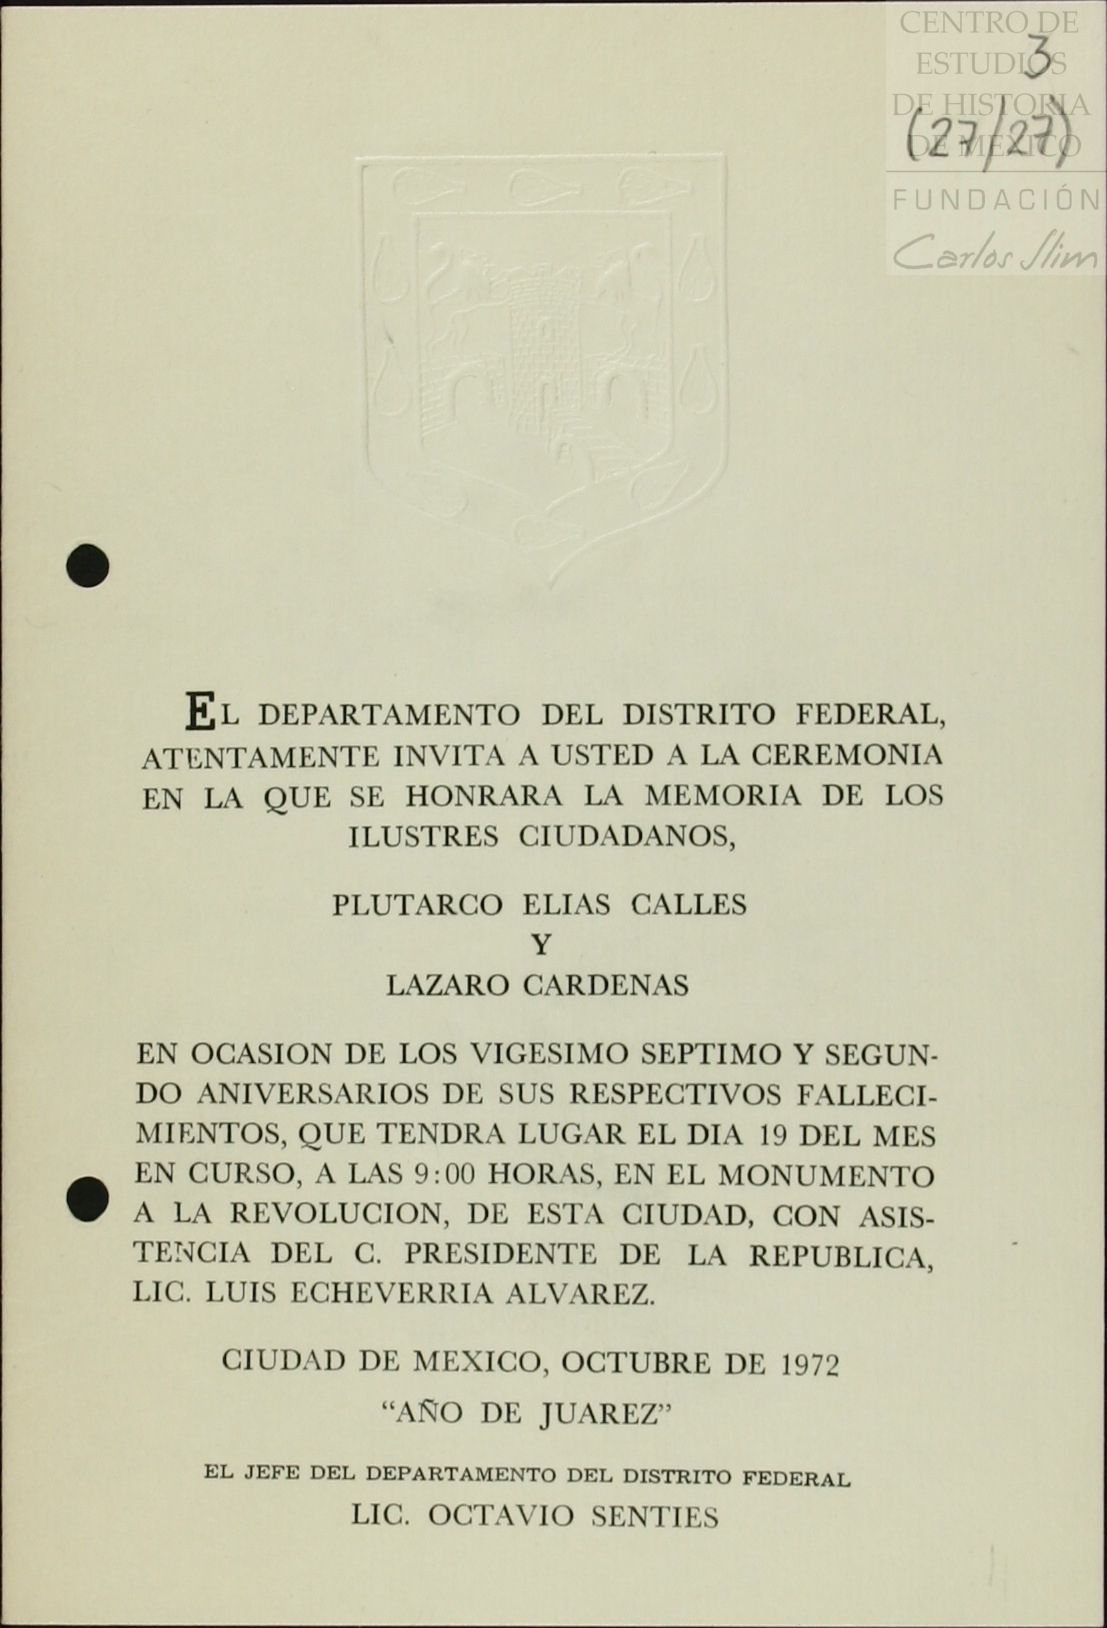 CENTRO DE
ESTUDIOS
DE HISTORIA
DE MEXICO
3
(27/27)
FUNDACIÓN
Carlos Slim
EL DEPARTAMENTO DEL DISTRITO FEDERAL,
ATENTAMENTE INVITA A USTED A LA CEREMONIA
EN LA QUE SE HONRARA LA MEMORIA DE LOS
ILUSTRES CIUDADANOS,
PLUTARCO ELIAS CALLES
Y
LAZARO CARDENAS
EN OCASION DE LOS VIGESIMO SEPTIMO Y SEGUN-
DO ANIVERSARIOS DE SUS RESPECTIVOS FALLECI-
MIENTOS, QUE TENDRA LUGAR EL DIA 19 DEL MES
EN CURSO, A LAS 9:00 HORAS, EN EL MONUMENTO
A LA REVOLUCION, DE ESTA CIUDAD, CON ASIS-
TENCIA DEL C. PRESIDENTE DE LA REPUBLICA,
LIC. LUIS ECHEVERRIA ALVAREZ.
CIUDAD DE MEXICO, OCTUBRE DE 1972
“AÑO DE JUAREZ”
EL JEFE DEL DEPARTAMENTO DEL DISTRITO FEDERAL
LIC. OCTAVIO SENTIES